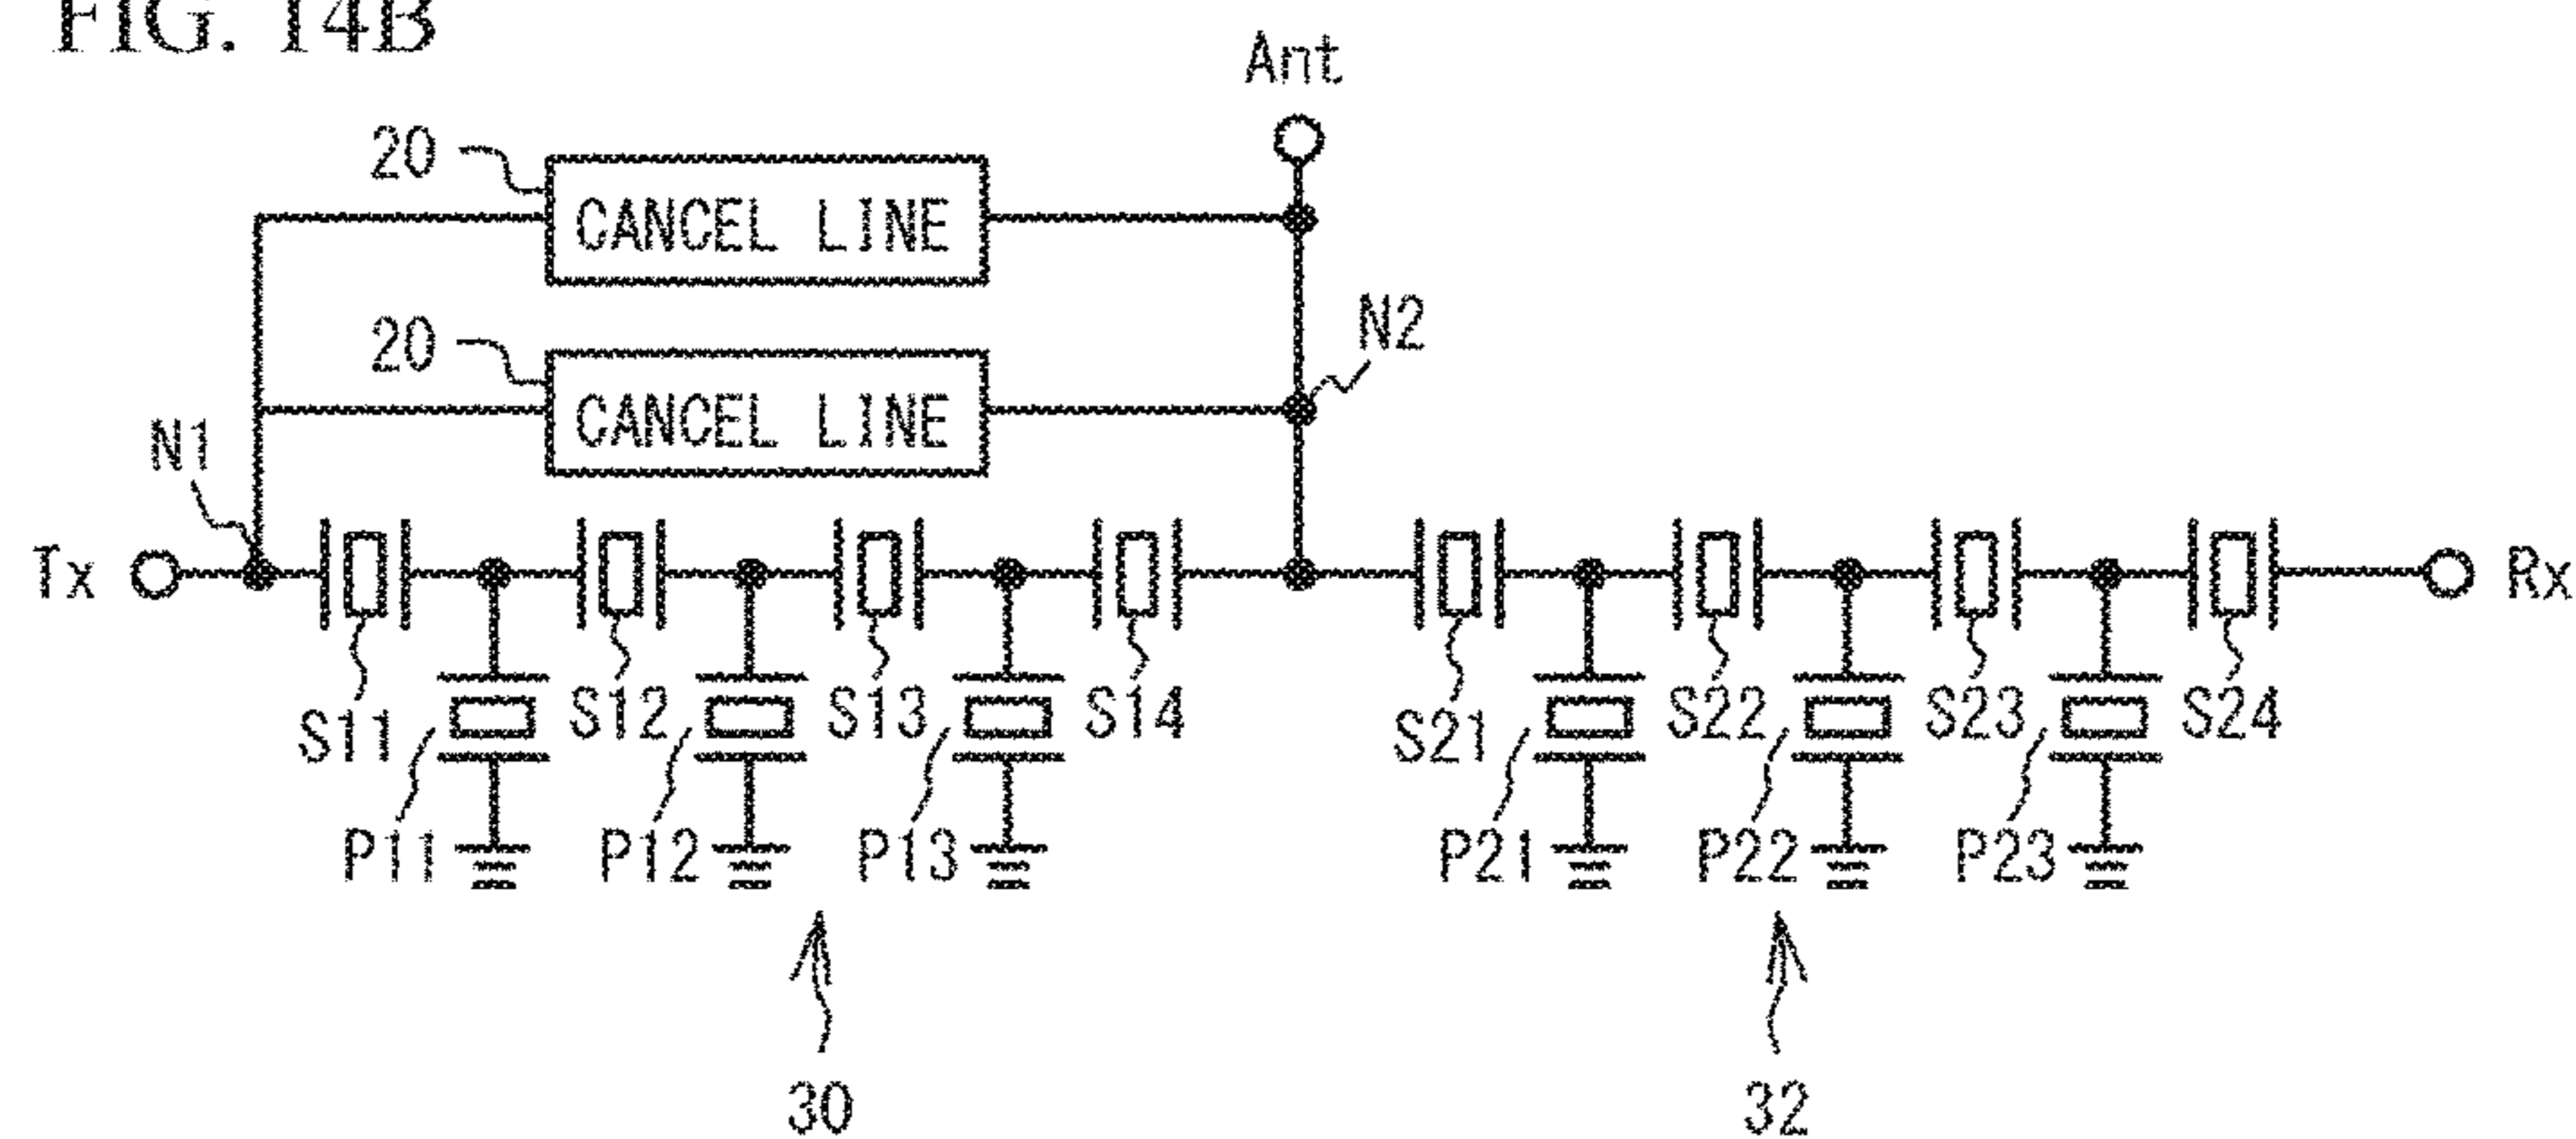 FIG. 14B
Ant
20
CANCEL LINE
N2
20
CANCEL LINE
N1
Tx
Rx
S11
S12
S13
S14
S21
S22
S23
S24
P11
P12
P13
P21
P22
P23
30
32